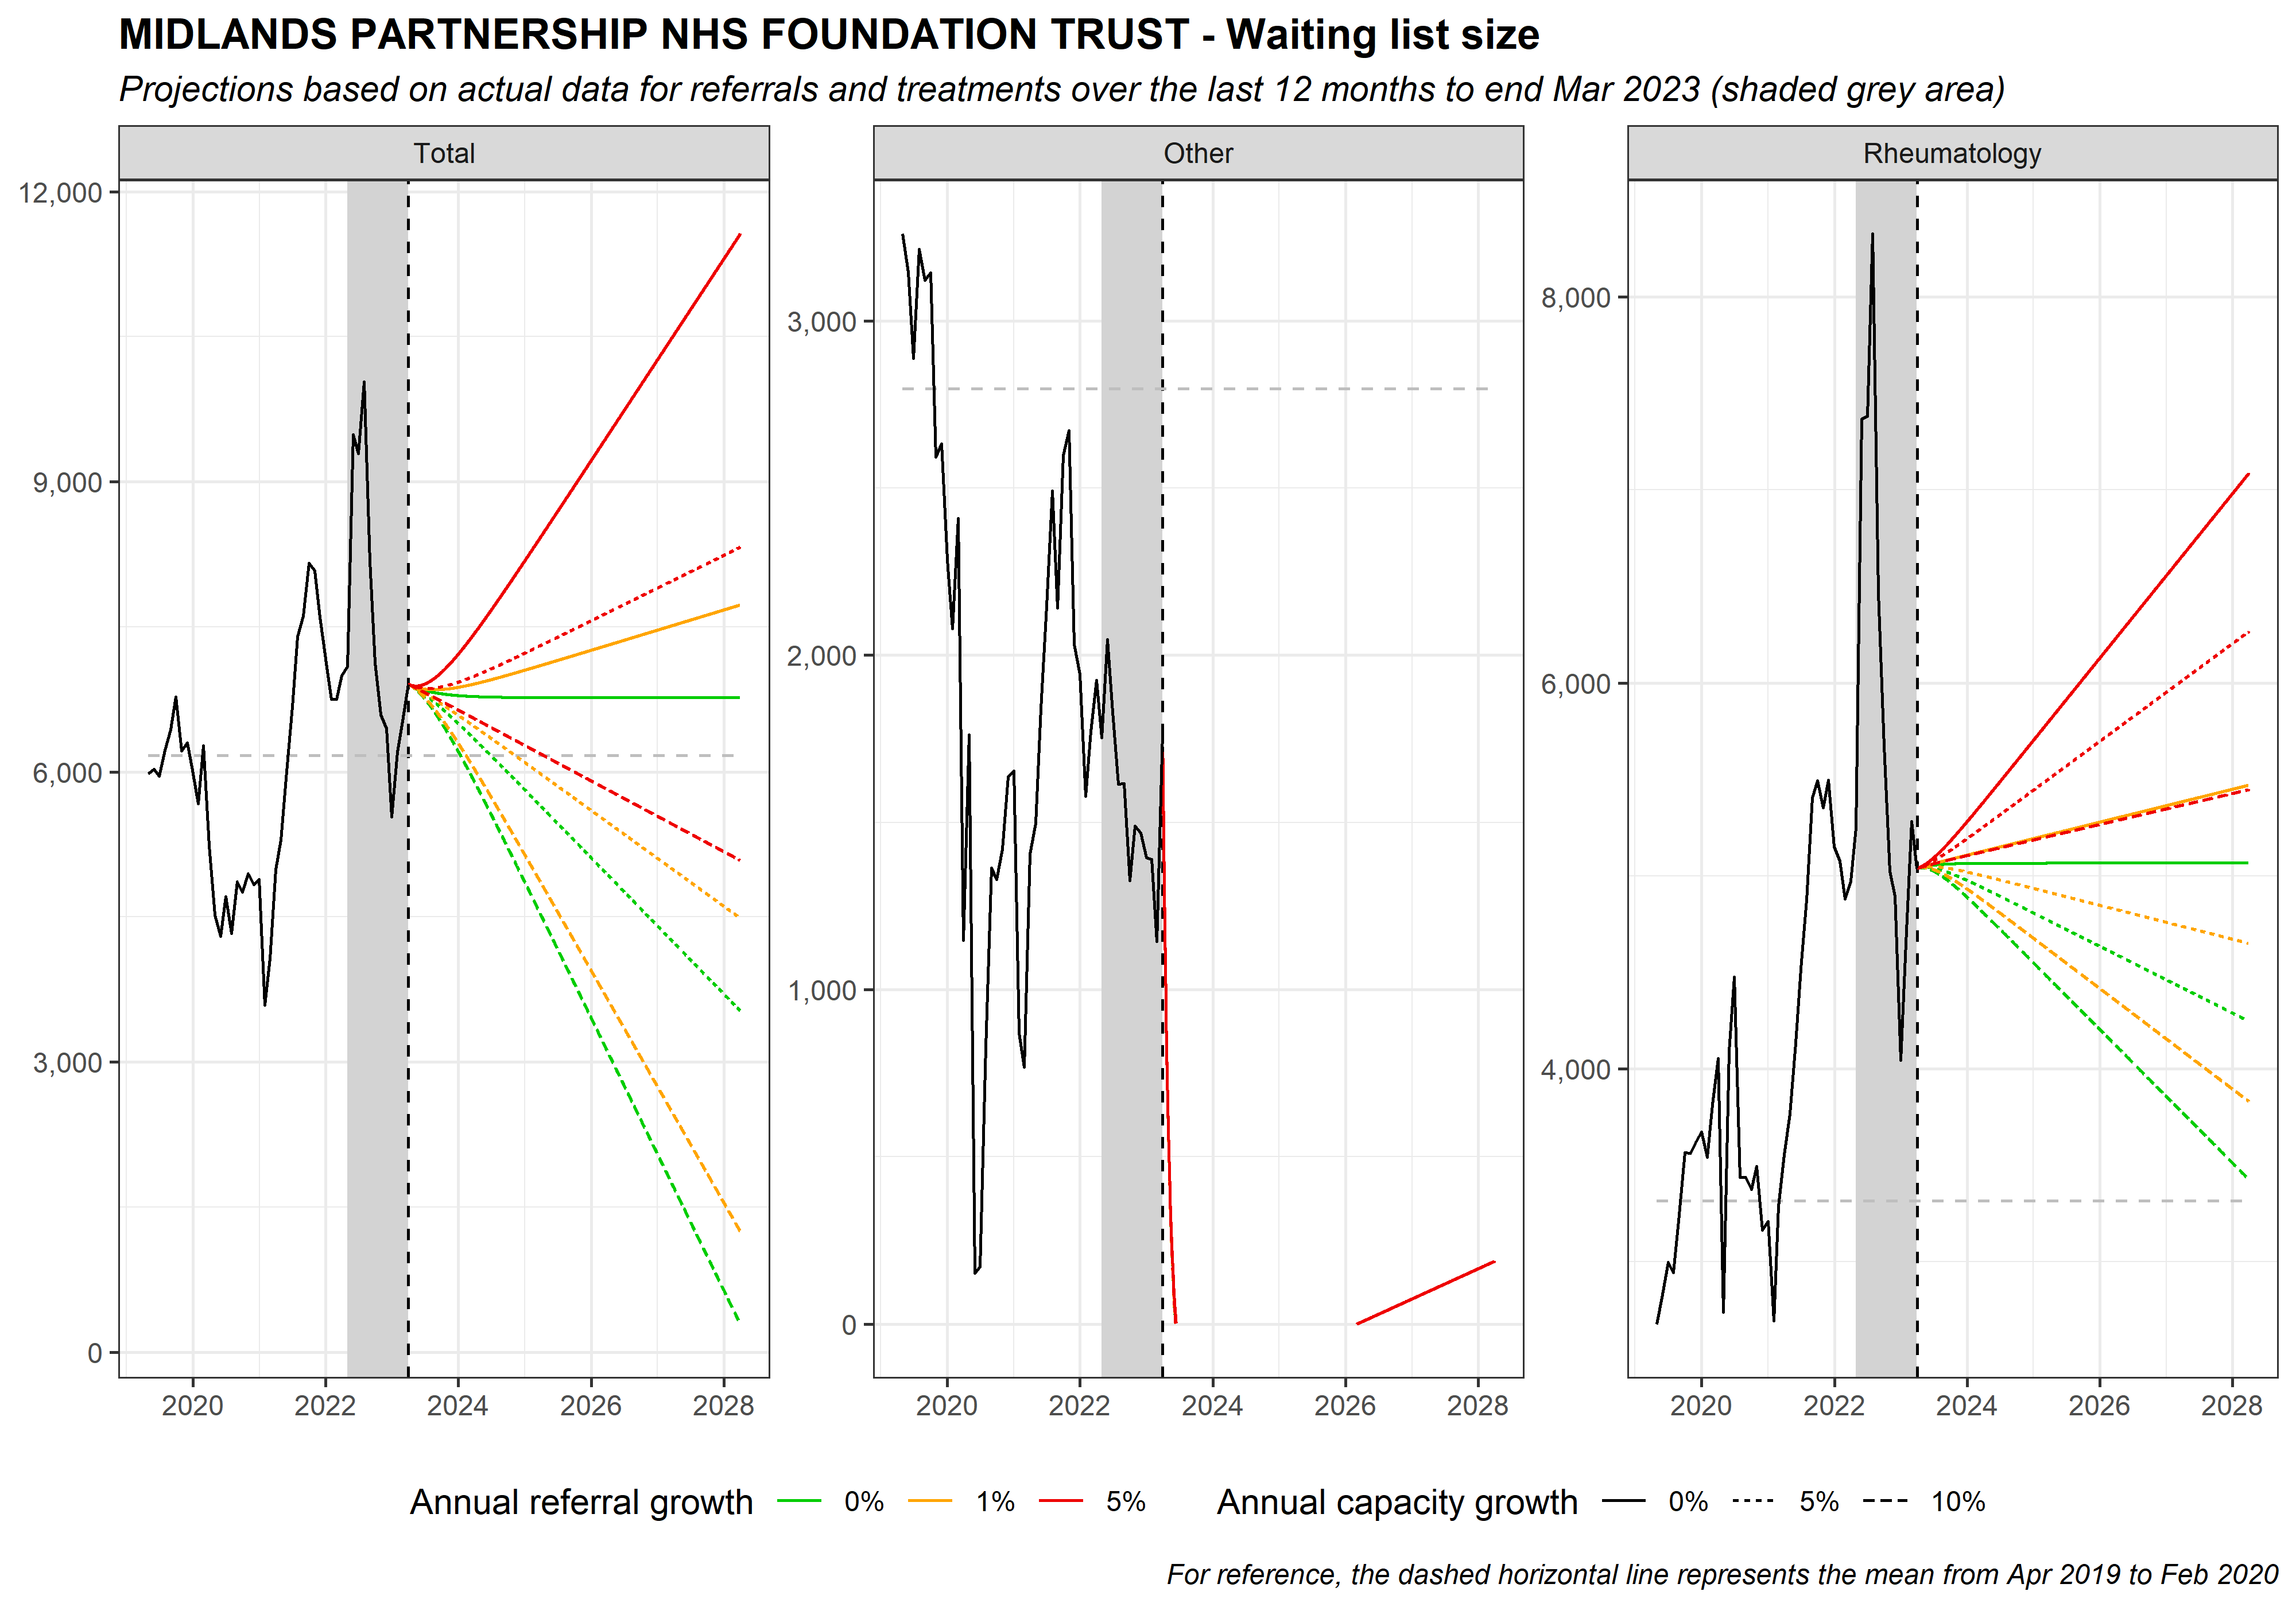 MIDLANDS PARTNERSHIP NHS FOUNDATION TRUST - Waiting list size
Projections based on actual data for referrals and treatments over the last 12 months to end Mar 2023 (shaded grey area)
Total
Other
Rheumatology
12,000
9,000
6,000
3,000
0
3,000
2,000
1,000
0
8,000
6,000
4,000
2020 2022 2024 2026 2028
2020 2022 2024 2026 2028
2020 2022 2024 2026 2028
Annual referral growth 0% 1% 5%
Annual capacity growth 0% 5% 10%
For reference, the dashed horizontal line represents the mean from Apr 2019 to Feb 2020